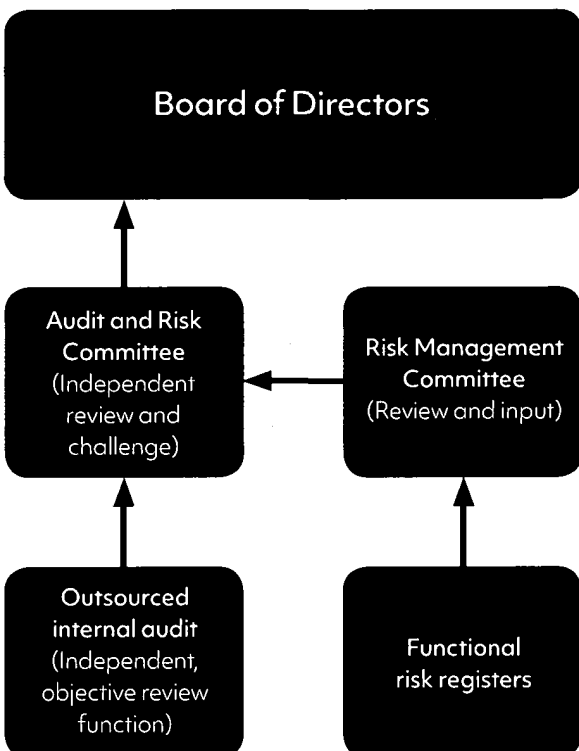 Board of Directors
Audit and Risk
Committee
(Independent
review and
challenge)
Risk Management
Committee
(Review and input)
Outsourced
internal audit
(Independent,
objective review
function)
Functional
risk registers